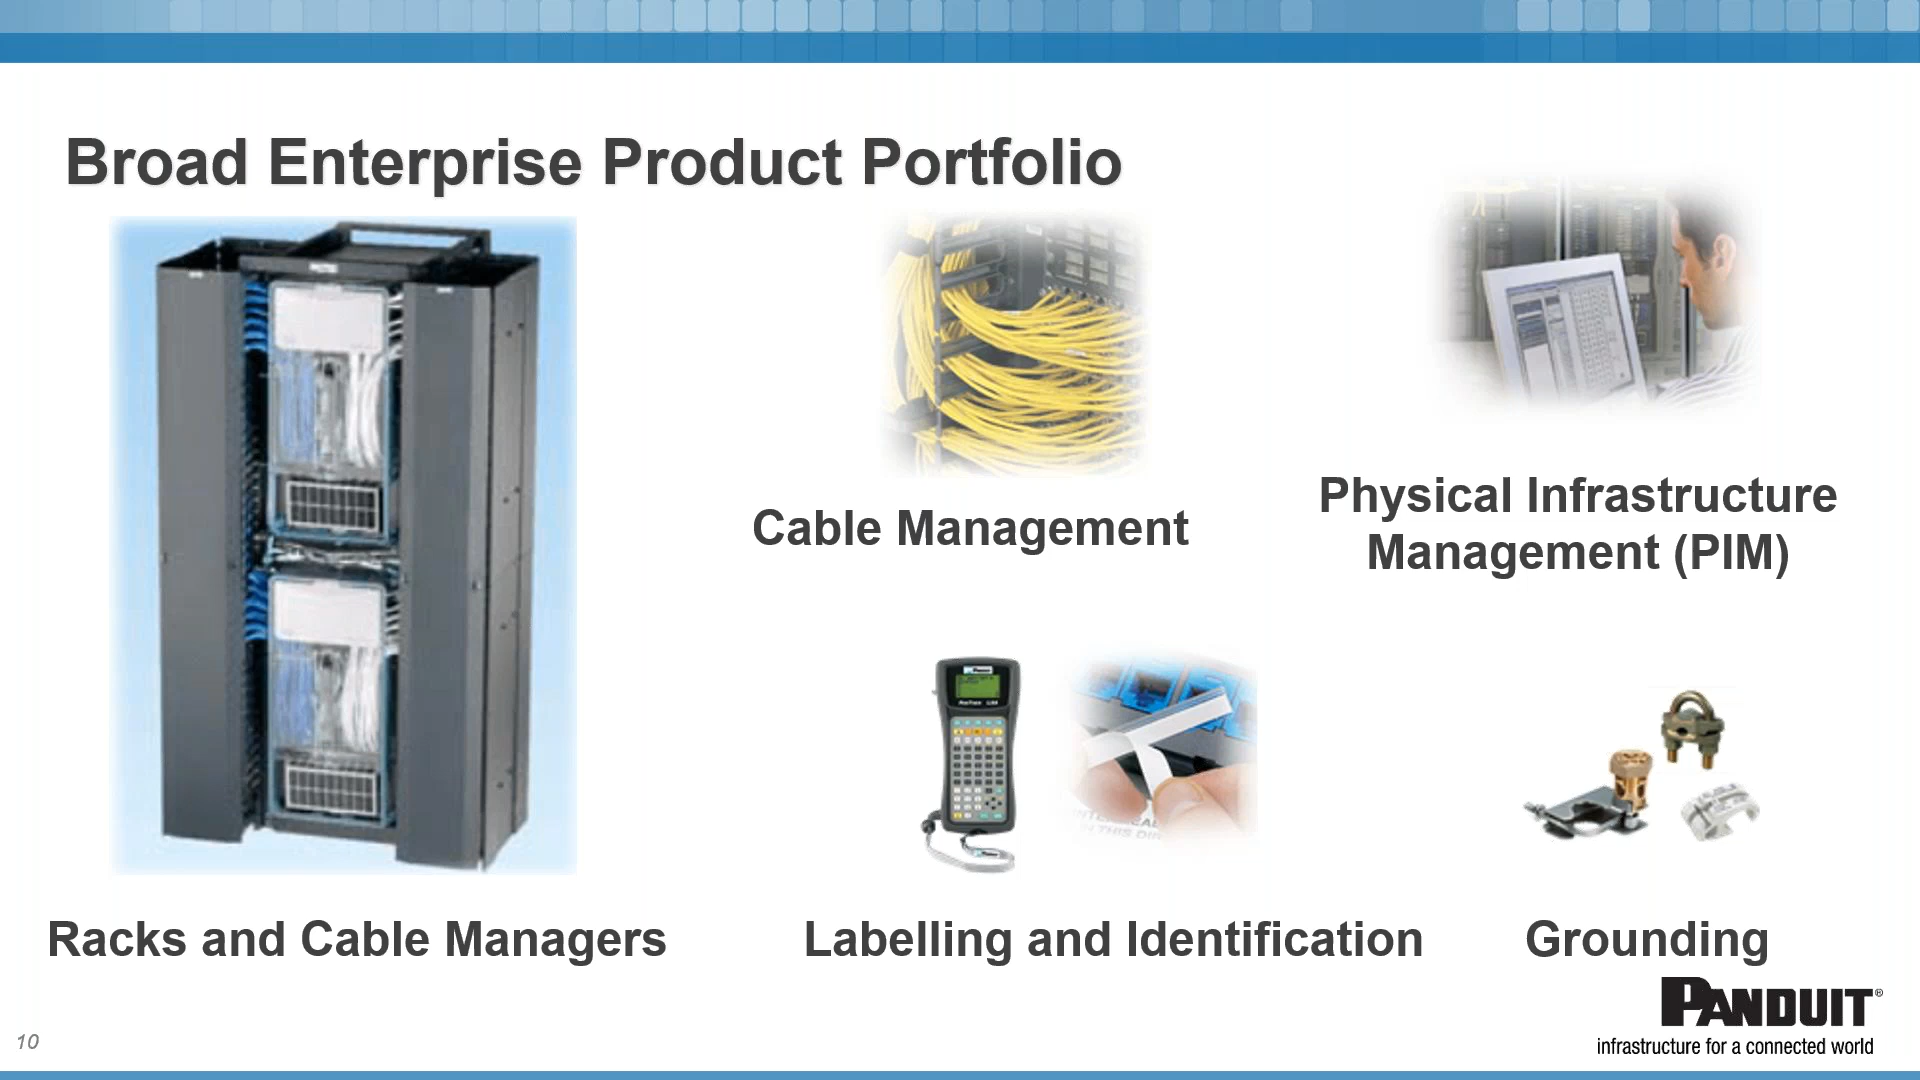 Broad Enterprise Product Portfolio
Cable Management
Physical Infrastructure
Management (PIM)
Racks and Cable Managers
Labelling and Identification
Grounding
PANDUIT®
infrastructure for a connected world
10